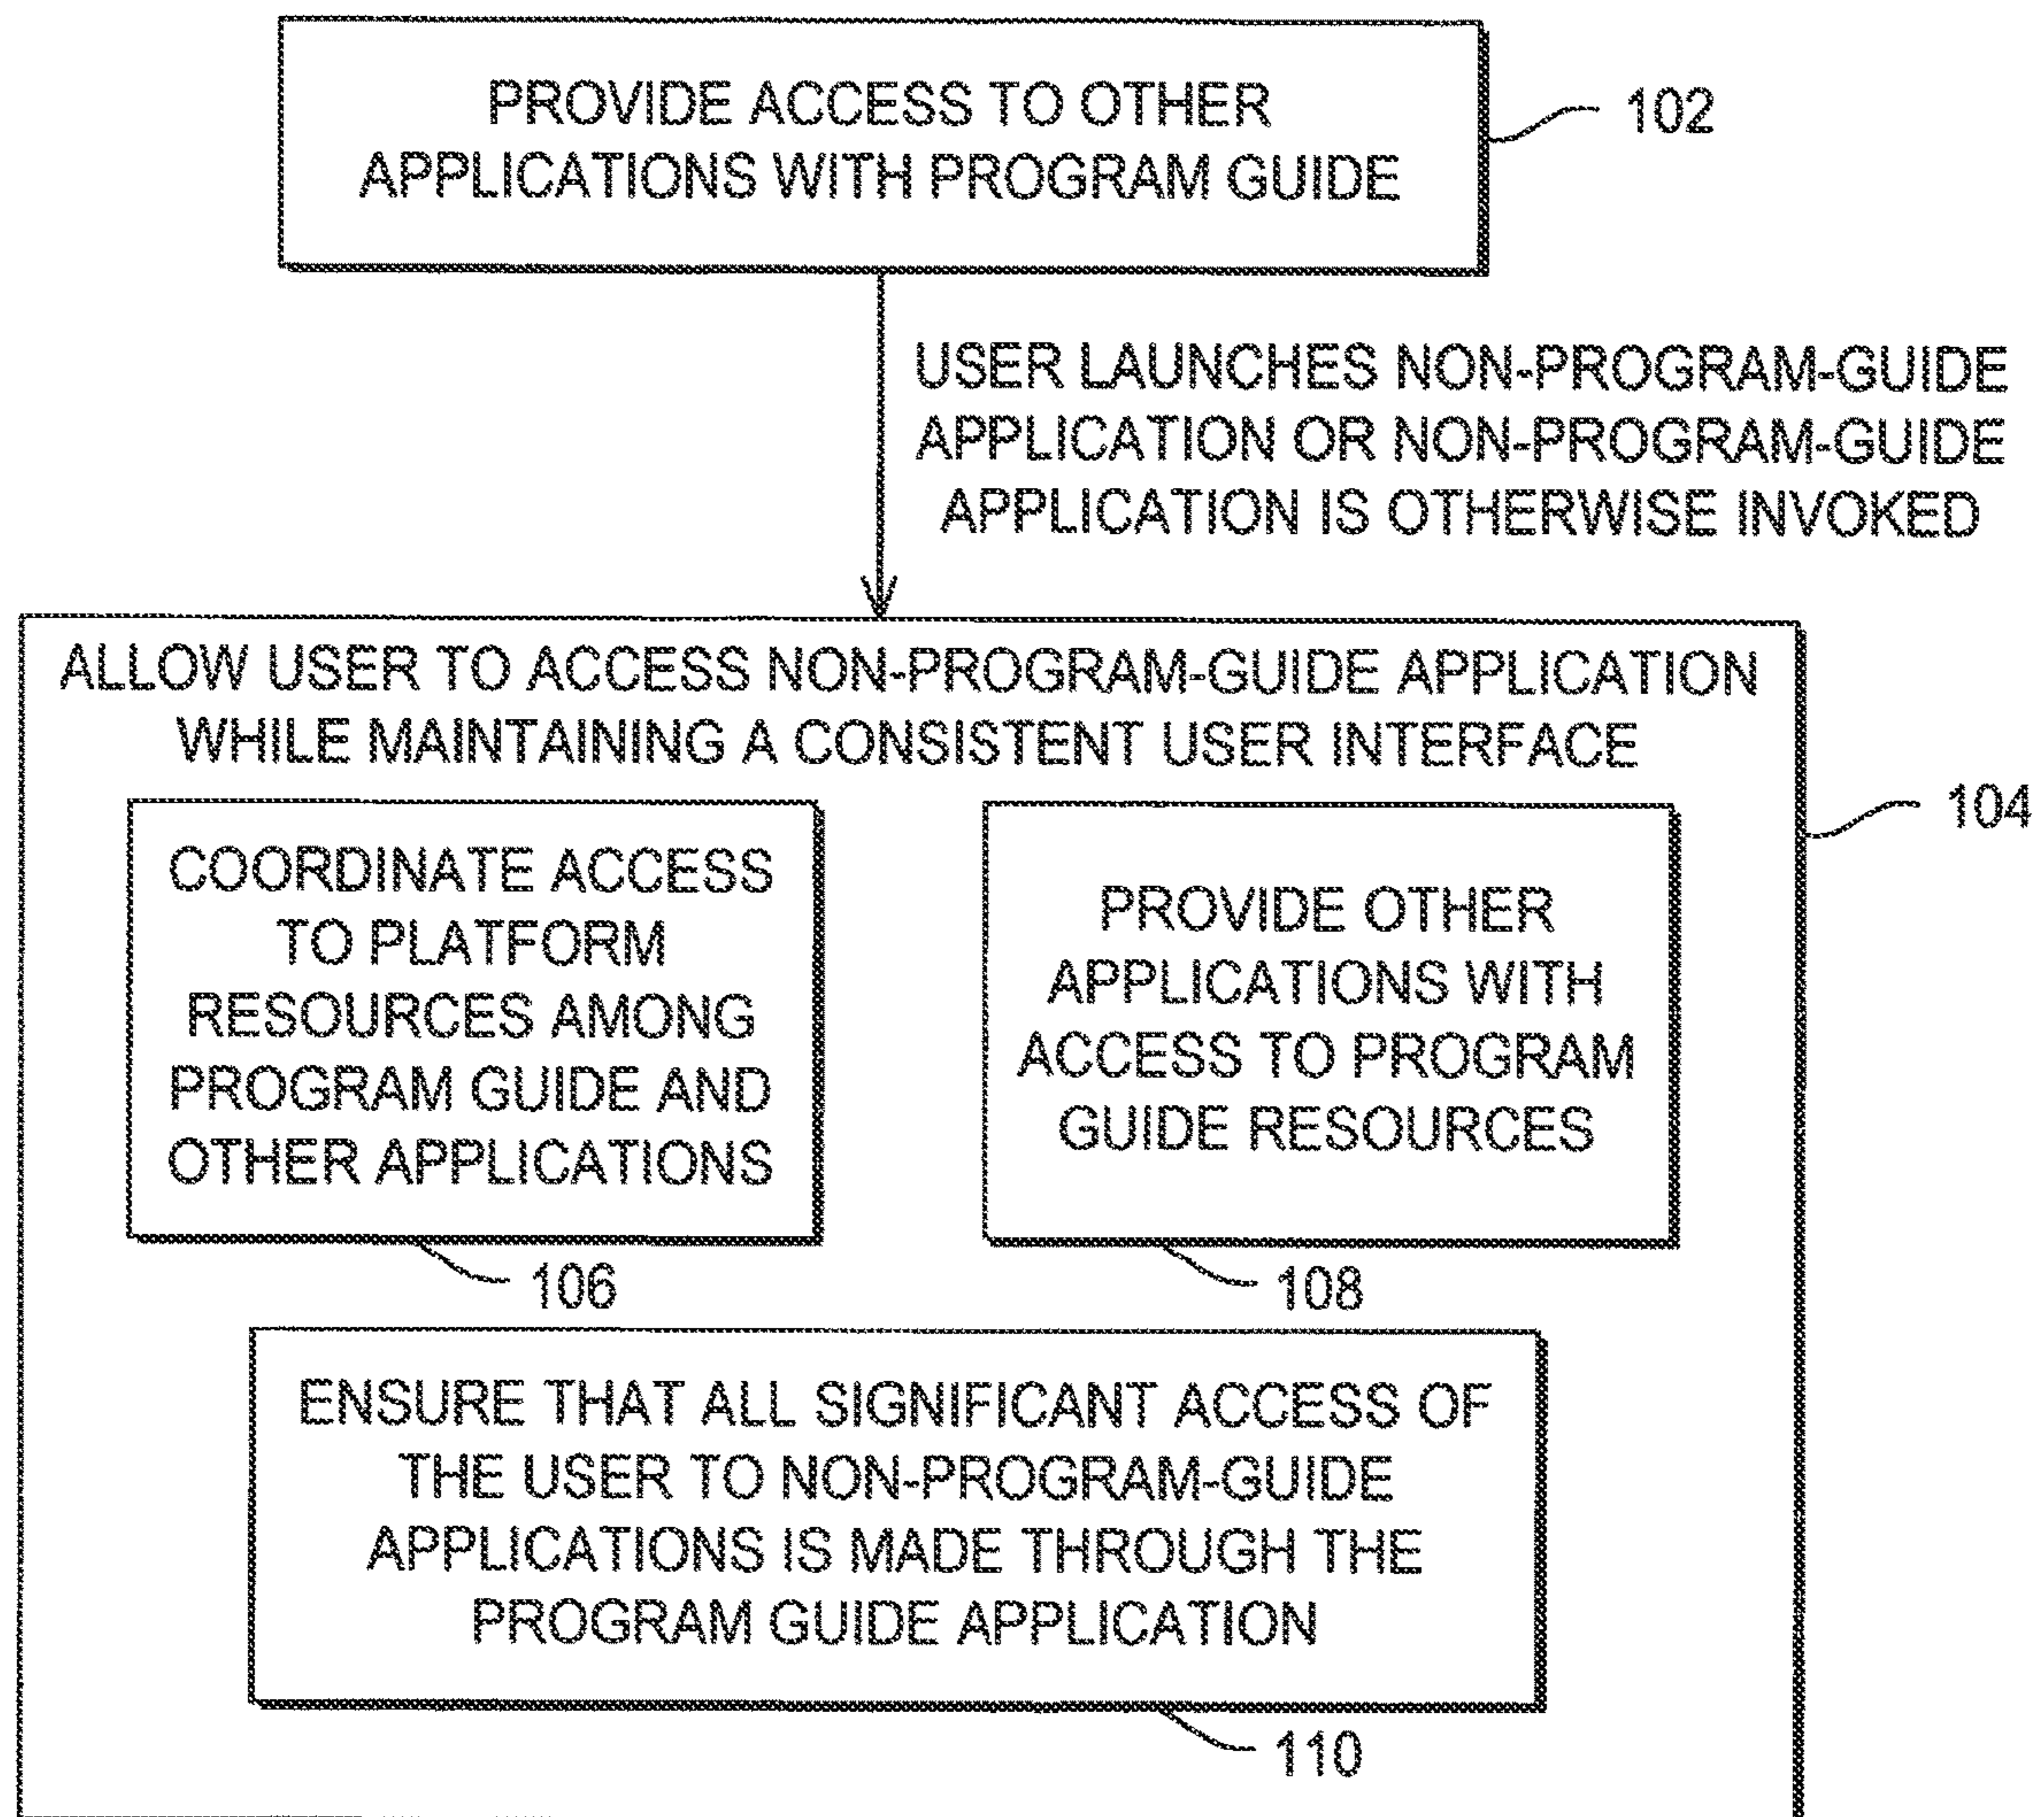 PROVIDE ACCESS TO OTHER
APPLICATIONS WITH PROGRAM GUIDE
102
USER LAUNCHES NON-PROGRAM-GUIDE
APPLICATION OR NON-PROGRAM-GUIDE
APPLICATION IS OTHERWISE INVOKED
ALLOW USER TO ACCESS NON-PROGRAM-GUIDE APPLICATION
WHILE MAINTAINING A CONSISTENT USER INTERFACE
104
COORDINATE ACCESS
TO PLATFORM
RESOURCES AMONG
PROGRAM GUIDE AND
OTHER APPLICATIONS
106
PROVIDE OTHER
APPLICATIONS WITH
ACCESS TO PROGRAM
GUIDE RESOURCES
108
ENSURE THAT ALL SIGNIFICANT ACCESS OF
THE USER TO NON-PROGRAM-GUIDE
APPLICATIONS IS MADE THROUGH THE
PROGRAM GUIDE APPLICATION
110